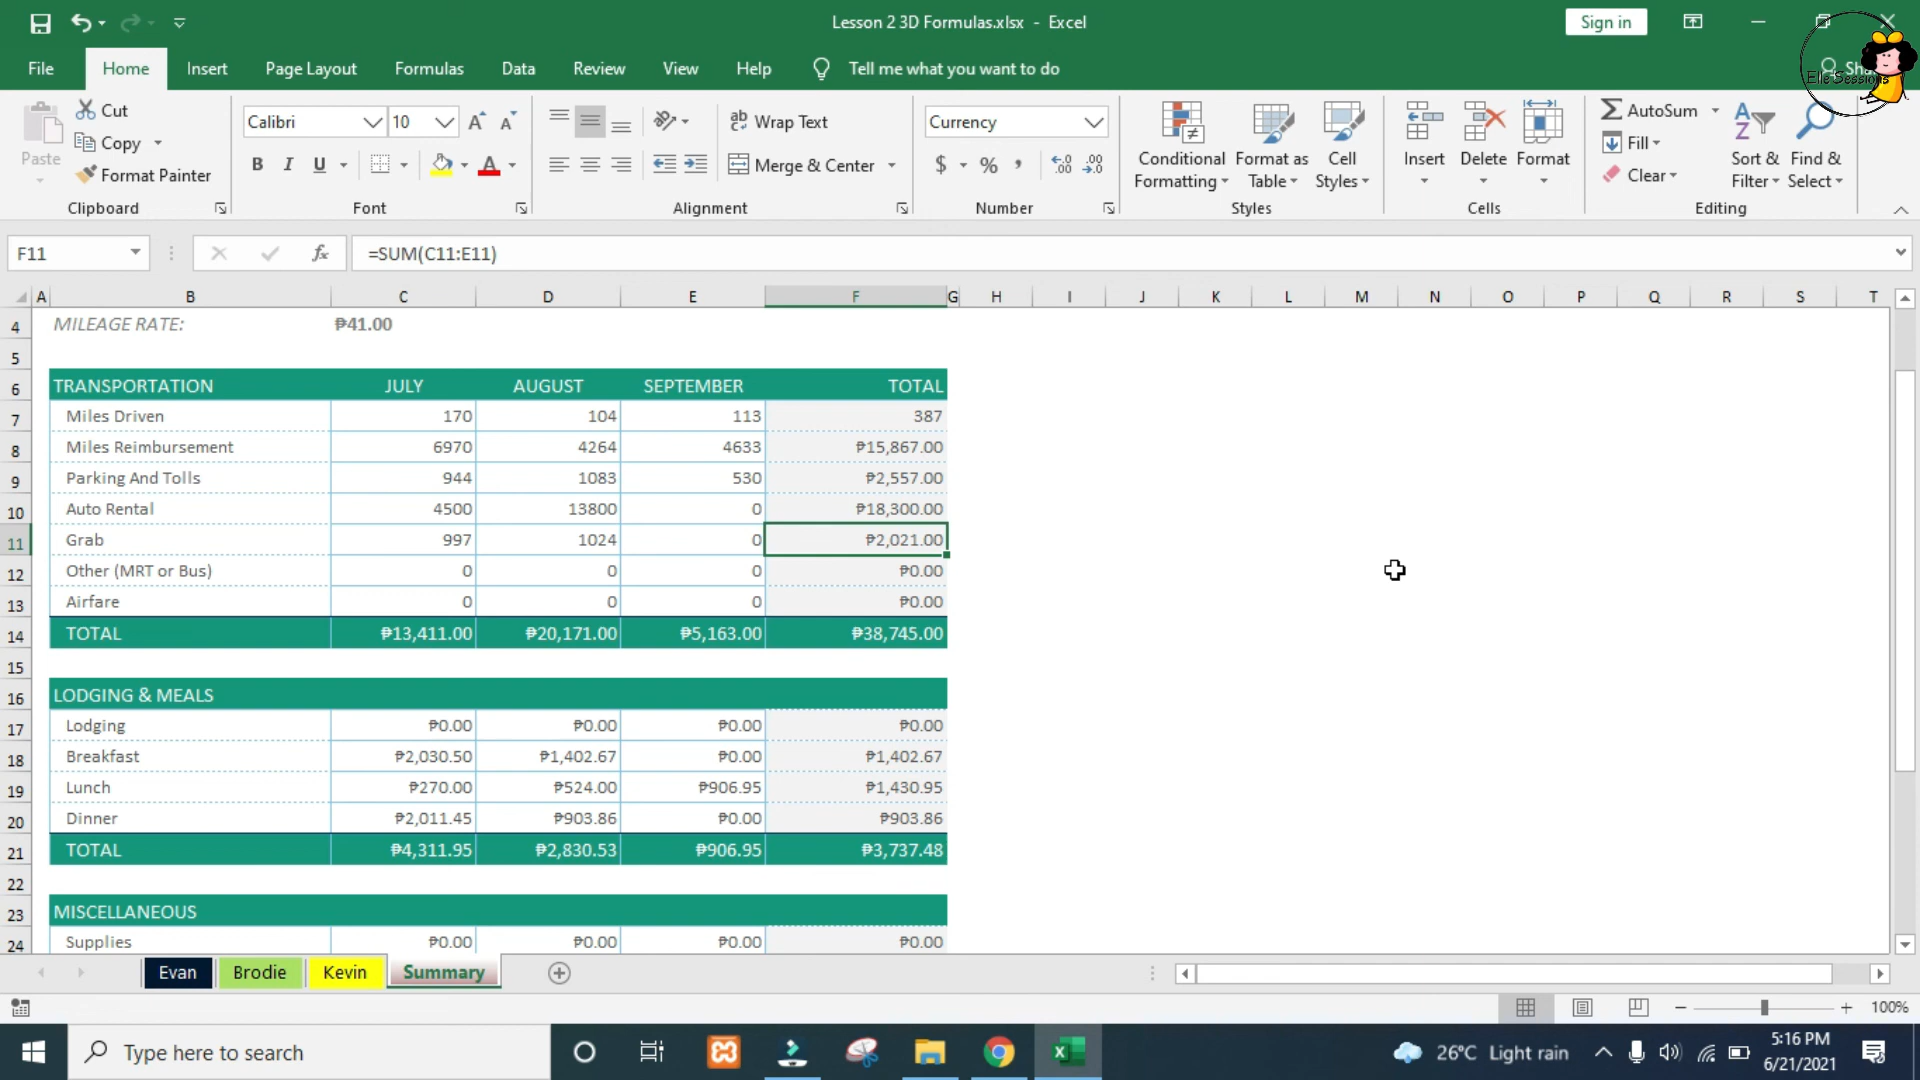 Lesson 2 3D Formulas.xlsx - Excel
Sign in
File Home Insert Page Layout Formulas Data Review View Help Tell me what you want to do
Elle Sessions
Paste
Cut
Copy
Format Painter
Clipboard
Calibri 10
B I U A
Font
Wrap Text
Merge & Center
Alignment
Currency
$ % ,
Number
Conditional Formatting
Format as Table
Cell Styles
Styles
Insert
Delete
Format
Cells
AutoSum
Fill
Clear
Sort & Filter
Find & Select
Editing
F11 fx =SUM(C11:E11)
A B C D E F G H I J K L M N O P Q R S T
4 MILEAGE RATE: ₱41.00
5
6 TRANSPORTATION JULY AUGUST SEPTEMBER TOTAL
7 Miles Driven 170 104 113 387
8 Miles Reimbursement 6970 4264 4633 ₱15,867.00
9 Parking And Tolls 944 1083 530 ₱2,557.00
10 Auto Rental 4500 13800 0 ₱18,300.00
11 Grab 997 1024 0 ₱2,021.00
12 Other (MRT or Bus) 0 0 0 ₱0.00
13 Airfare 0 0 0 ₱0.00
14 TOTAL ₱13,411.00 ₱20,171.00 ₱5,163.00 ₱38,745.00
15
16 LODGING & MEALS
17 Lodging ₱0.00 ₱0.00 ₱0.00 ₱0.00
18 Breakfast ₱2,030.50 ₱1,402.67 ₱0.00 ₱1,402.67
19 Lunch ₱270.00 ₱524.00 ₱906.95 ₱1,430.95
20 Dinner ₱2,011.45 ₱903.86 ₱0.00 ₱903.86
21 TOTAL ₱4,311.95 ₱2,830.53 ₱906.95 ₱3,737.48
22
23 MISCELLANEOUS
24 Supplies ₱0.00 ₱0.00 ₱0.00 ₱0.00
Evan Brodie Kevin Summary
100%
Type here to search
26°C Light rain
5:16 PM
6/21/2021